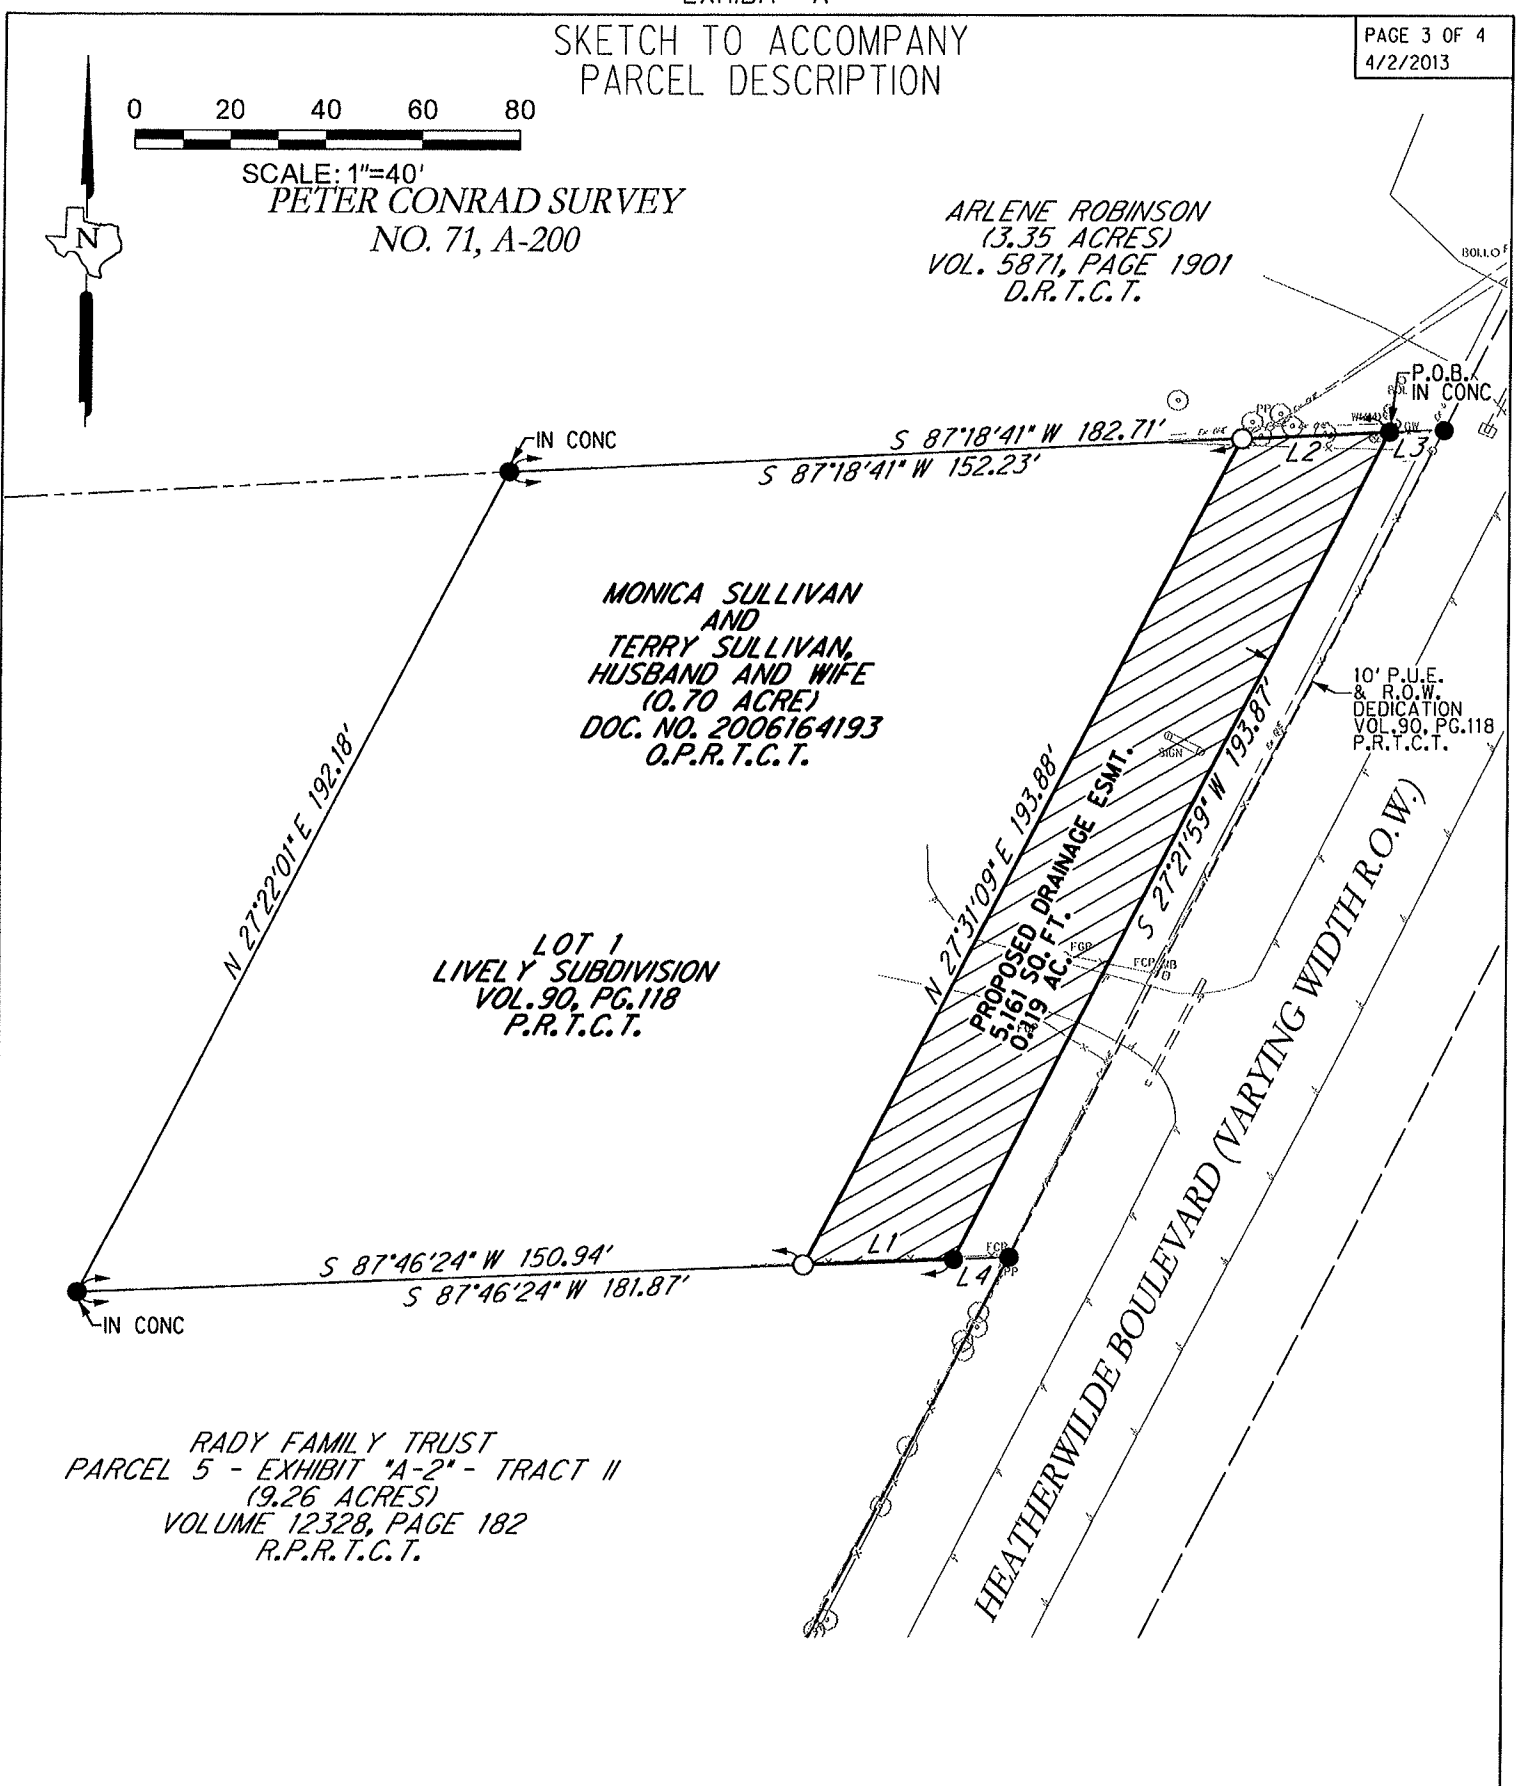 SKETCH TO ACCOMPANY
PARCEL DESCRIPTION
PAGE 3 OF 4
4/2/2013
0 20 40 60 80
SCALE: 1"=40'
PETER CONRAD SURVEY
NO. 71, A-200
N
ARLENE ROBINSON
(3.35 ACRES)
VOL. 5871, PAGE 1901
D.R.T.C.T.
P.O.B.
IN CONC
IN CONC
S 87°18'41" W 182.71'
S 87°18'41" W 152.23'
L2
L3
PP
MONICA SULLIVAN
AND
TERRY SULLIVAN,
HUSBAND AND WIFE
(0.70 ACRE)
DOC. NO. 2006164193
O.P.R.T.C.T.
10' P.U.E.
& R.O.W.
DEDICATION
VOL.90, PG.118
P.R.T.C.T.
SIGN
N 27°22'01" E 192.18'
N 27°31'09" E 193.88'
PROPOSED DRAINAGE ESMT.
5,161 SQ. FT.
0.119 AC.
S 27°21'59" W 193.87'
LOT 1
LIVELY SUBDIVISION
VOL.90, PG.118
P.R.T.C.T.
FCP
HEATHERWILDE BOULEVARD (VARYING WIDTH R.O.W.)
S 87°46'24" W 150.94'
S 87°46'24" W 181.87'
L1
L4
FCP
PP
IN CONC
RADY FAMILY TRUST
PARCEL 5 - EXHIBIT "A-2" - TRACT II
(9.26 ACRES)
VOLUME 12328, PAGE 182
R.P.R.T.C.T.